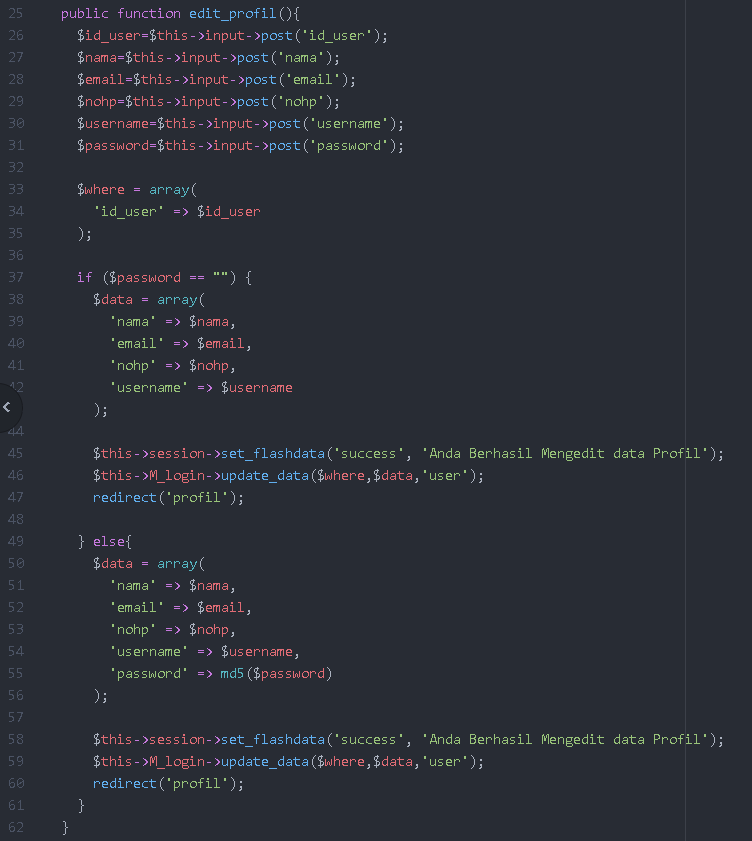 25 public function edit_profil(){
26 $id_user=$this->input->post('id_user');
27 $nama=$this->input->post('nama');
28 $email=$this->input->post('email');
29 $nohp=$this->input->post('nohp');
30 $username=$this->input->post('username');
31 $password=$this->input->post('password');
32
33 $where = array(
34 'id_user' => $id_user
35 );
36
37 if ($password == "") {
38 $data = array(
39 'nama' => $nama,
40 'email' => $email,
41 'nohp' => $nohp,
42 'username' => $username
);
44
45 $this->session->set_flashdata('success', 'Anda Berhasil Mengedit data Profil');
46 $this->M_login->update_data($where,$data,'user');
47 redirect('profil');
48
49 } else{
50 $data = array(
51 'nama' => $nama,
52 'email' => $email,
53 'nohp' => $nohp,
54 'username' => $username,
55 'password' => md5($password)
56 );
57
58 $this->session->set_flashdata('success', 'Anda Berhasil Mengedit data Profil');
59 $this->M_login->update_data($where,$data,'user');
60 redirect('profil');
61 }
62 }